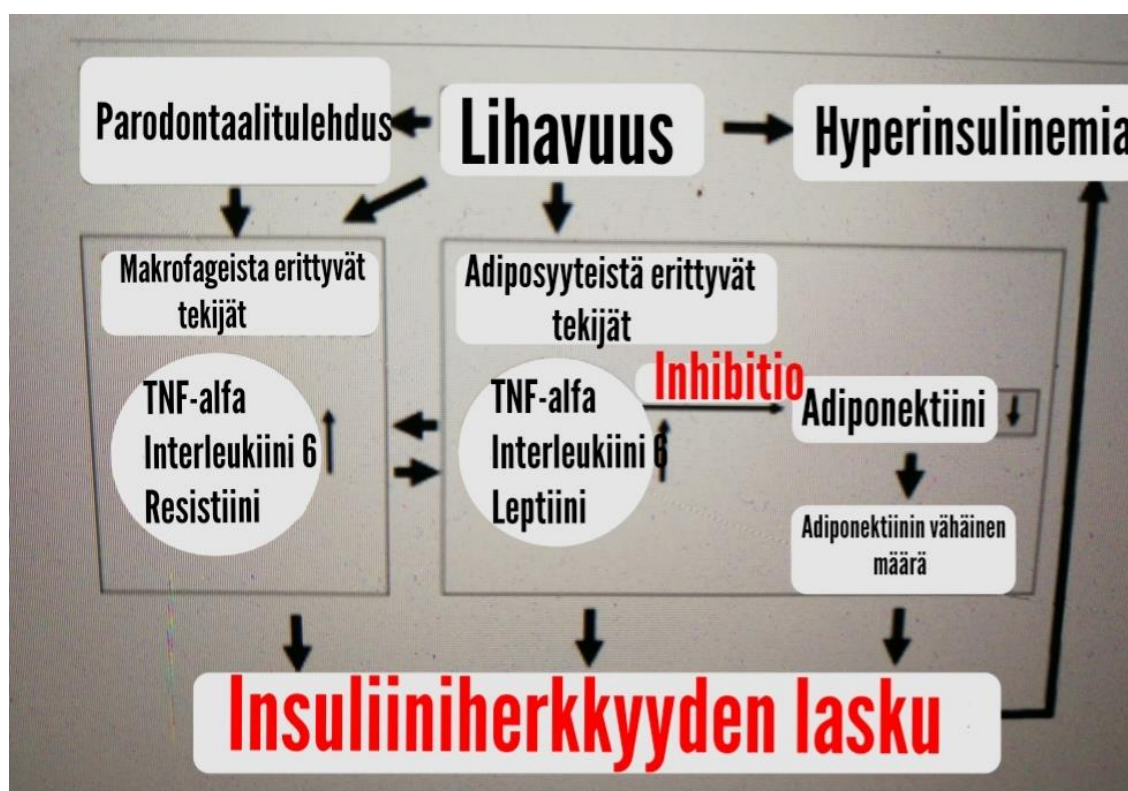 Parodontaalitulehdus
Lihavuus
Hyperinsulinemia
Makrofageista erittyvät
tekijät
Adiposyyteistä erittyvät
tekijät
TNF-alfa
Interleukiini 6
Resistiini
TNF-alfa
Interleukiini 6
Leptiini
Inhibitio
Adiponektiini
Adiponektiinin vähäinen
määrä
Insuliiniherkkyyden lasku